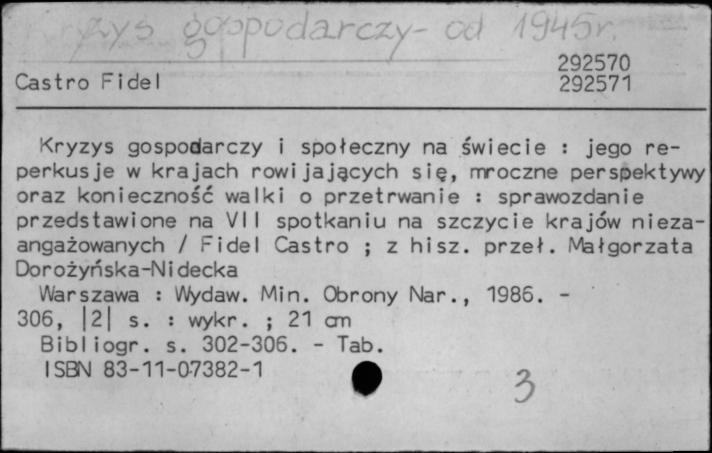 Kryzys gospodarczy - od 1945 r.
292570
Castro Fidel
292571
Kryzys gospodarczy i społeczny na świecie : jego re-
perkusje w krajach rowijających się, mroczne perspektywy
oraz konieczność walki o przetrwanie : sprawozdanie
przedstawione na VII spotkaniu na szczycie krajów nieza-
angażowanych / Fidel Castro ; z hisz. przeł. Małgorzata
Dorożyńska-Nidecka
Warszawa : Wydaw. Min. Obrony Nar., 1986. -
306, |2| s. : wykr. ; 21 cm
Bibliogr. s. 302-306. - Tab.
ISBN 83-11-07382-1
3